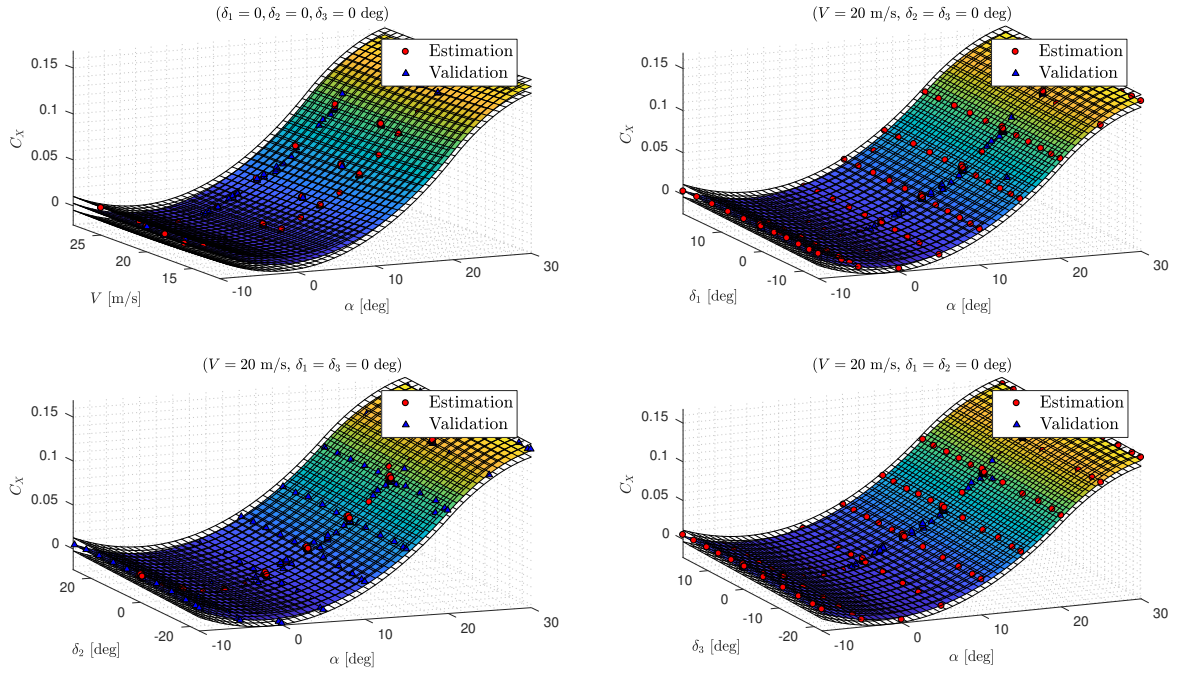 (δ₁ = 0, δ₂ = 0, δ₃ = 0 deg)
Estimation
Validation
0.15
0.1
0.05
0
C_X
25
20
15
V [m/s]
-10
0
10
20
30
α [deg]
(V = 20 m/s, δ₂ = δ₃ = 0 deg)
Estimation
Validation
0.15
0.1
0.05
0
C_X
10
0
-10
δ₁ [deg]
-10
0
10
20
30
α [deg]
(V = 20 m/s, δ₁ = δ₃ = 0 deg)
Estimation
Validation
0.15
0.1
0.05
0
C_X
20
0
-20
δ₂ [deg]
-10
0
10
20
30
α [deg]
(V = 20 m/s, δ₁ = δ₂ = 0 deg)
Estimation
Validation
0.15
0.1
0.05
0
C_X
10
0
-10
δ₃ [deg]
-10
0
10
20
30
α [deg]